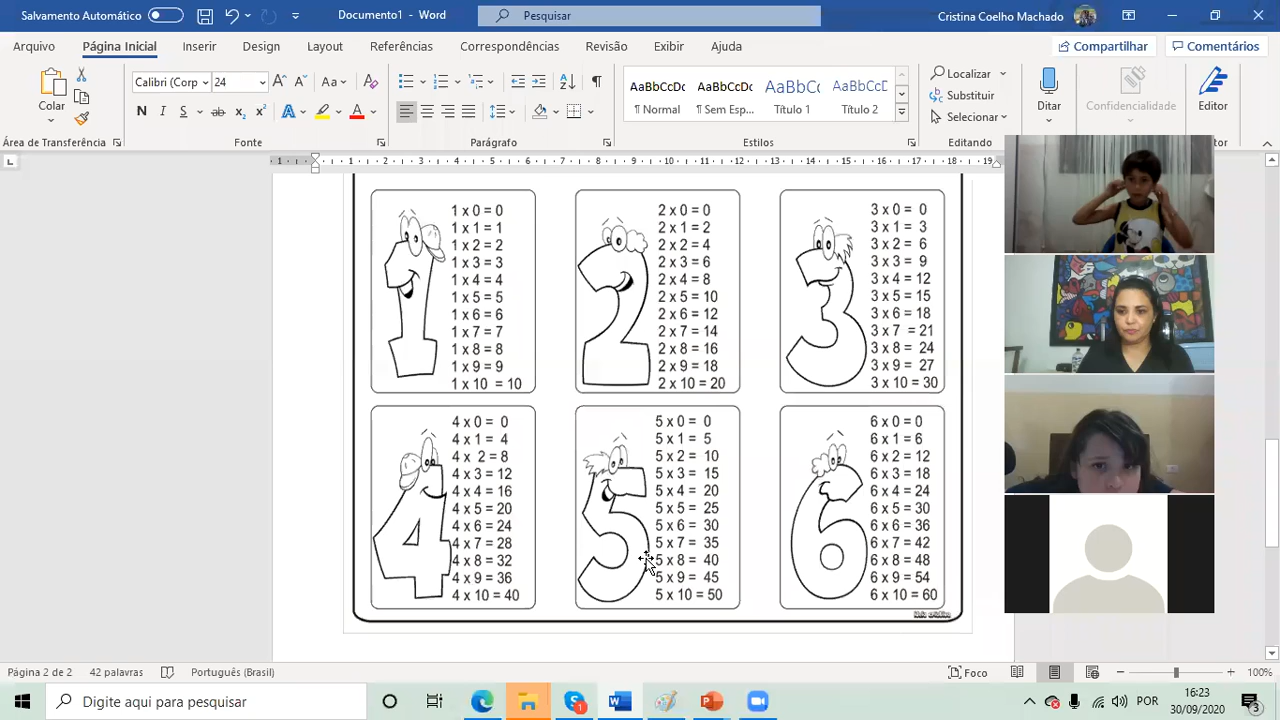 Salvamento Automático
Documento1 - Word
Pesquisar
Cristina Coelho Machado
Arquivo
Página Inicial
Inserir
Design
Layout
Referências
Correspondências
Revisão
Exibir
Ajuda
Compartilhar
Comentários
Colar
Calibri (Corp
24
N I S ab x₂ x²
AaBbCcDc
¶ Normal
AaBbCcDc
¶ Sem Esp...
AaBbCc
Título 1
AaBbCcD
Título 2
Localizar
Substituir
Selecionar
Ditar
Confidencialidade
Editor
Área de Transferência
Fonte
Parágrafo
Estilos
Editando
1 x 0 = 0
1 x 1 = 1
1 x 2 = 2
1 x 3 = 3
1 x 4 = 4
1 x 5 = 5
1 x 6 = 6
1 x 7 = 7
1 x 8 = 8
1 x 9 = 9
1 x 10 = 10
2 x 0 = 0
2 x 1 = 2
2 x 2 = 4
2 x 3 = 6
2 x 4 = 8
2 x 5 = 10
2 x 6 = 12
2 x 7 = 14
2 x 8 = 16
2 x 9 = 18
2 x 10 = 20
3 x 0 = 0
3 x 1 = 3
3 x 2 = 6
3 x 3 = 9
3 x 4 = 12
3 x 5 = 15
3 x 6 = 18
3 x 7 = 21
3 x 8 = 24
3 x 9 = 27
3 x 10 = 30
4 x 0 = 0
4 x 1 = 4
4 x 2 = 8
4 x 3 = 12
4 x 4 = 16
4 x 5 = 20
4 x 6 = 24
4 x 7 = 28
4 x 8 = 32
4 x 9 = 36
4 x 10 = 40
5 x 0 = 0
5 x 1 = 5
5 x 2 = 10
5 x 3 = 15
5 x 4 = 20
5 x 5 = 25
5 x 6 = 30
5 x 7 = 35
5 x 8 = 40
5 x 9 = 45
5 x 10 = 50
6 x 0 = 0
6 x 1 = 6
6 x 2 = 12
6 x 3 = 18
6 x 4 = 24
6 x 5 = 30
6 x 6 = 36
6 x 7 = 42
6 x 8 = 48
6 x 9 = 54
6 x 10 = 60
Página 2 de 2
42 palavras
Português (Brasil)
Foco
100%
Digite aqui para pesquisar
POR
16:23
30/09/2020